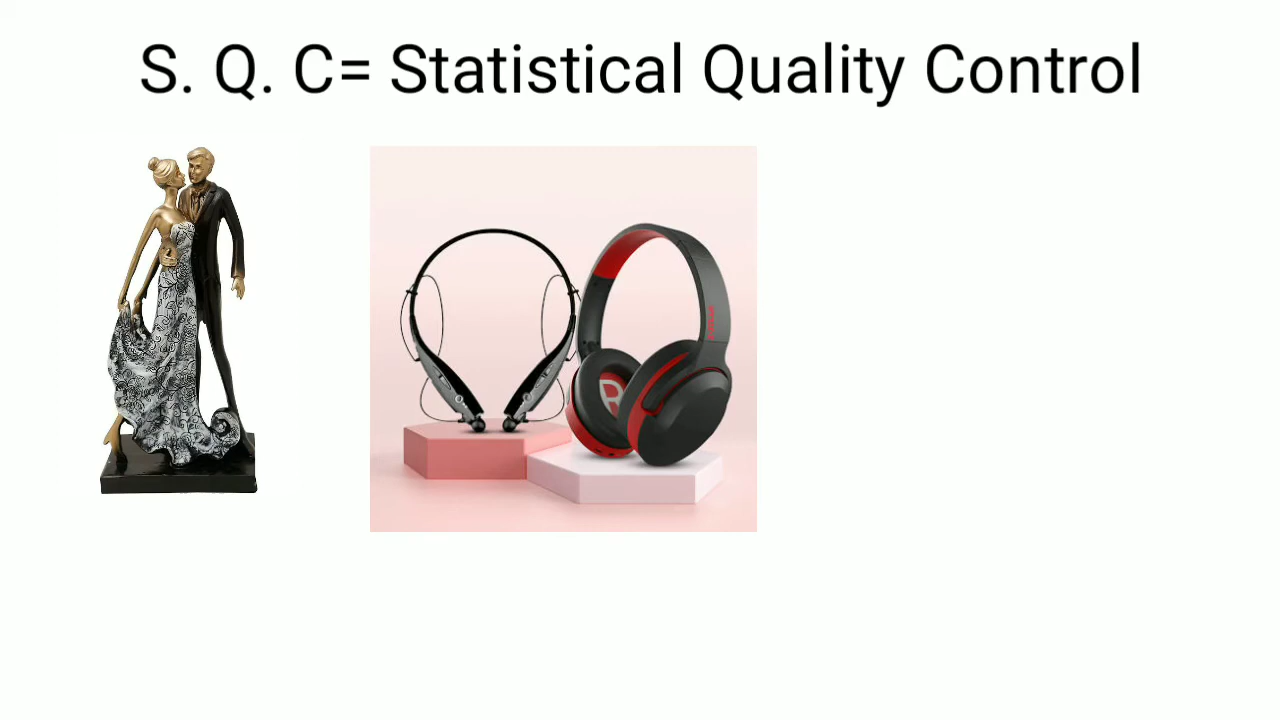 S. Q. C= Statistical Quality Control
R